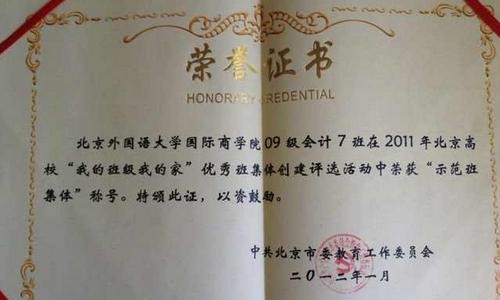 荣誉证书
HONORARY CREDENTIAL
北京外国语大学国际商学院09级会计7班在2011年北京高
校“我的班级我的家”优秀班集体创建评选活动中荣获“示范班
集体”称号。特颁此证，以资鼓励。
中共北京市委教育工作委员会
二〇一二年一月